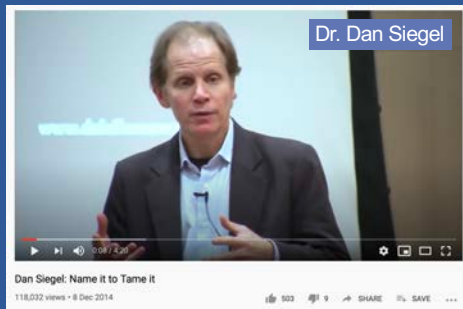 Dr. Dan Siegel
0:08 / 4:20
Dan Siegel: Name it to Tame it
118,032 views • 8 Dec 2014
503 9 SHARE SAVE